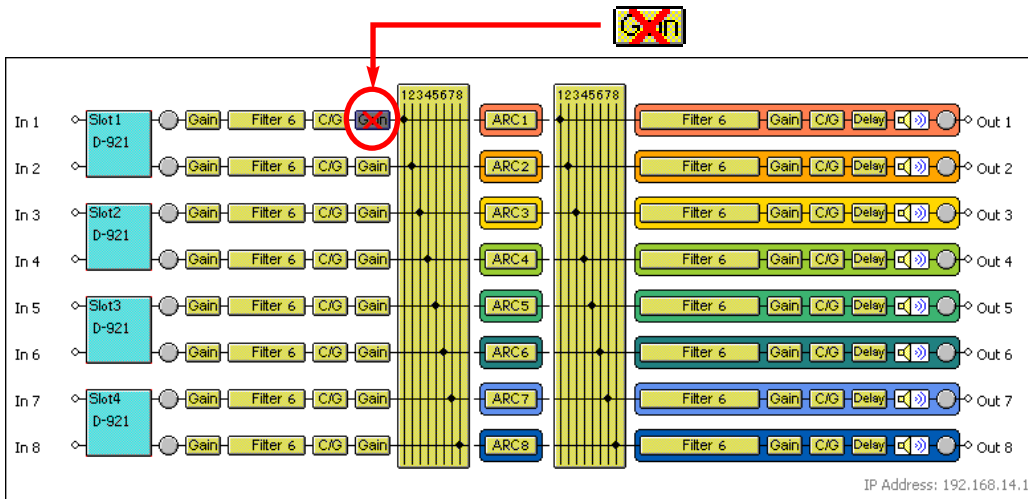 Gain
12345678 12345678
In 1 Slot1 Gain Filter 6 C/G Gain ARC1 Filter 6 Gain C/G Delay Out 1
D-921
In 2 Gain Filter 6 C/G Gain ARC2 Filter 6 Gain C/G Delay Out 2
In 3 Slot2 Gain Filter 6 C/G Gain ARC3 Filter 6 Gain C/G Delay Out 3
D-921
In 4 Gain Filter 6 C/G Gain ARC4 Filter 6 Gain C/G Delay Out 4
In 5 Slot3 Gain Filter 6 C/G Gain ARC5 Filter 6 Gain C/G Delay Out 5
D-921
In 6 Gain Filter 6 C/G Gain ARC6 Filter 6 Gain C/G Delay Out 6
In 7 Slot4 Gain Filter 6 C/G Gain ARC7 Filter 6 Gain C/G Delay Out 7
D-921
In 8 Gain Filter 6 C/G Gain ARC8 Filter 6 Gain C/G Delay Out 8
IP Address: 192.168.14.1